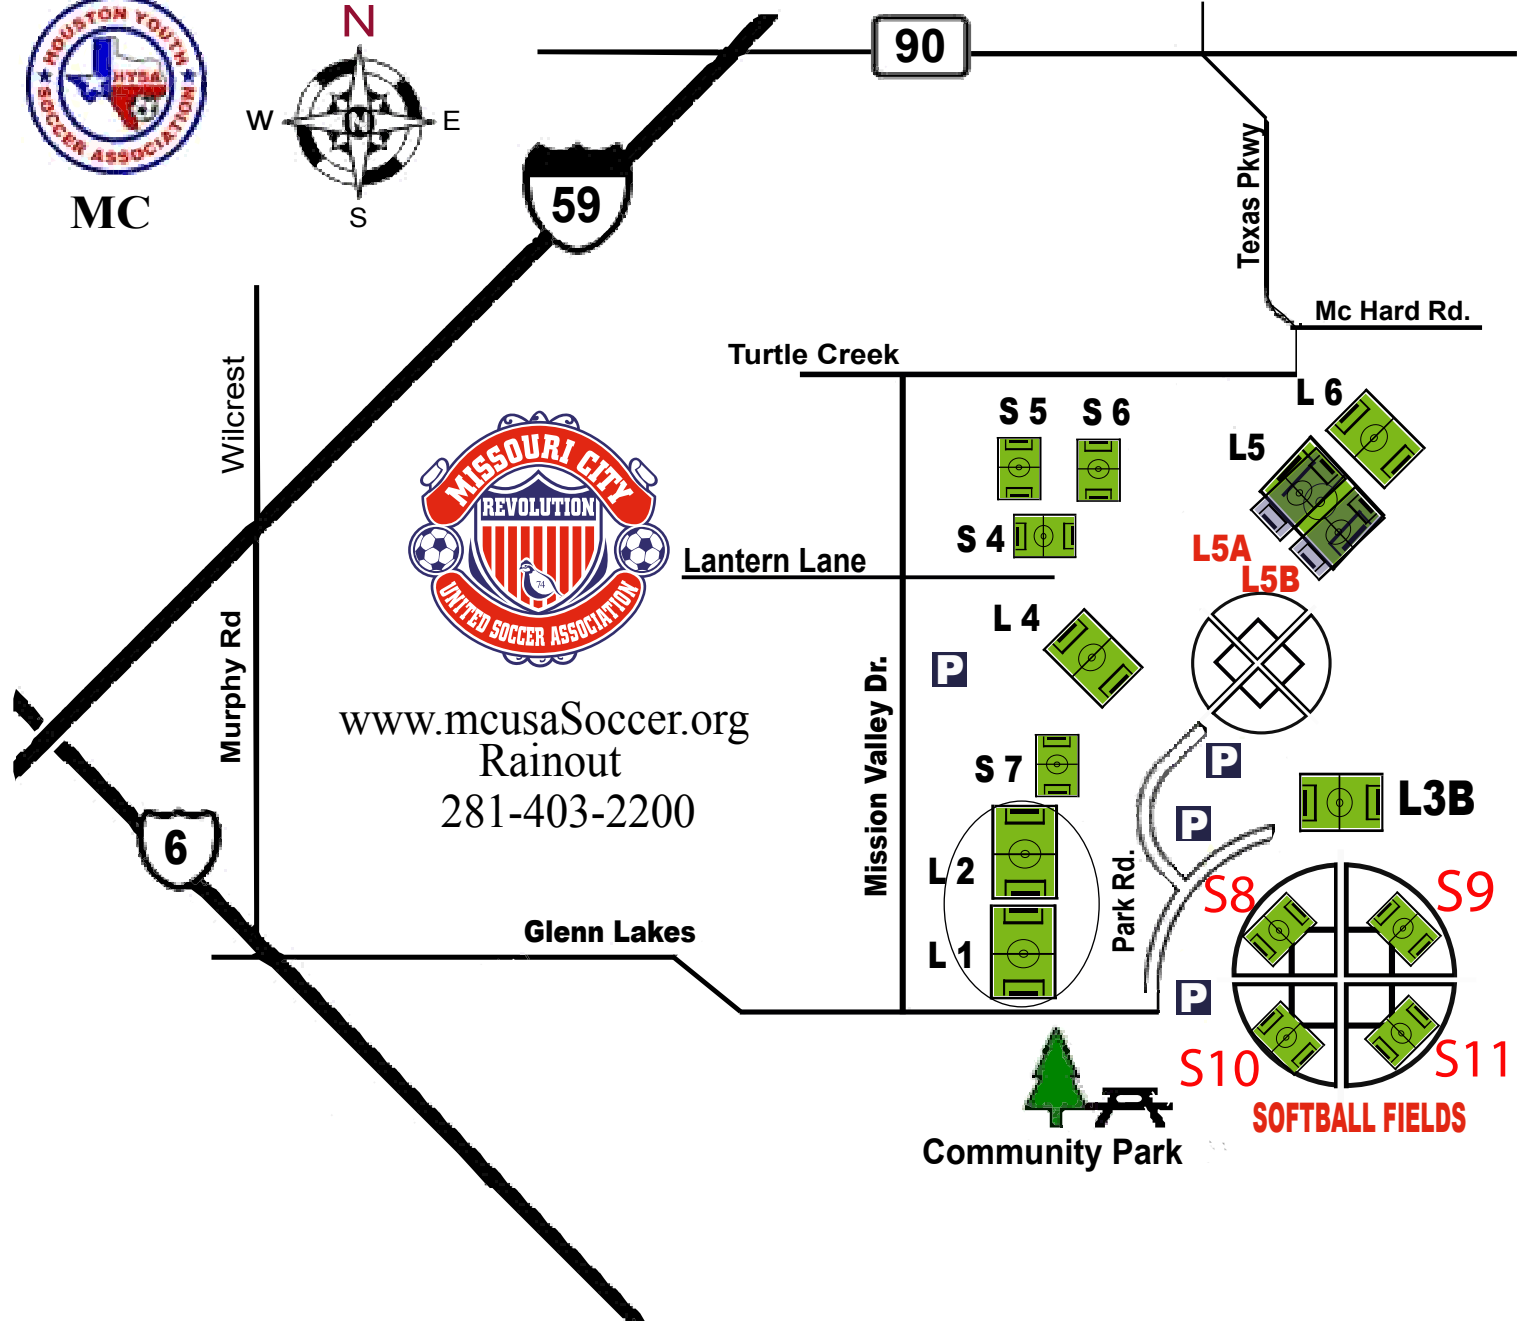 HOUSTON YOUTH
HYSA
SOCCER ASSOCIATION
MC
N
W
N
E
S
90
59
Texas Pkwy
Mc Hard Rd.
Turtle Creek
Wilcrest
Murphy Rd
MISSOURI CITY
REVOLUTION
74
UNITED SOCCER ASSOCIATION
www.mcusaSoccer.org
Rainout
281-403-2200
Lantern Lane
S 5
S 6
S 4
L 6
L5
L5A
L5B
L 4
P
Mission Valley Dr.
S 7
P
P
L3B
L 2
L 1
Park Rd.
S8
S9
P
S10
S11
SOFTBALL FIELDS
6
Glenn Lakes
Community Park